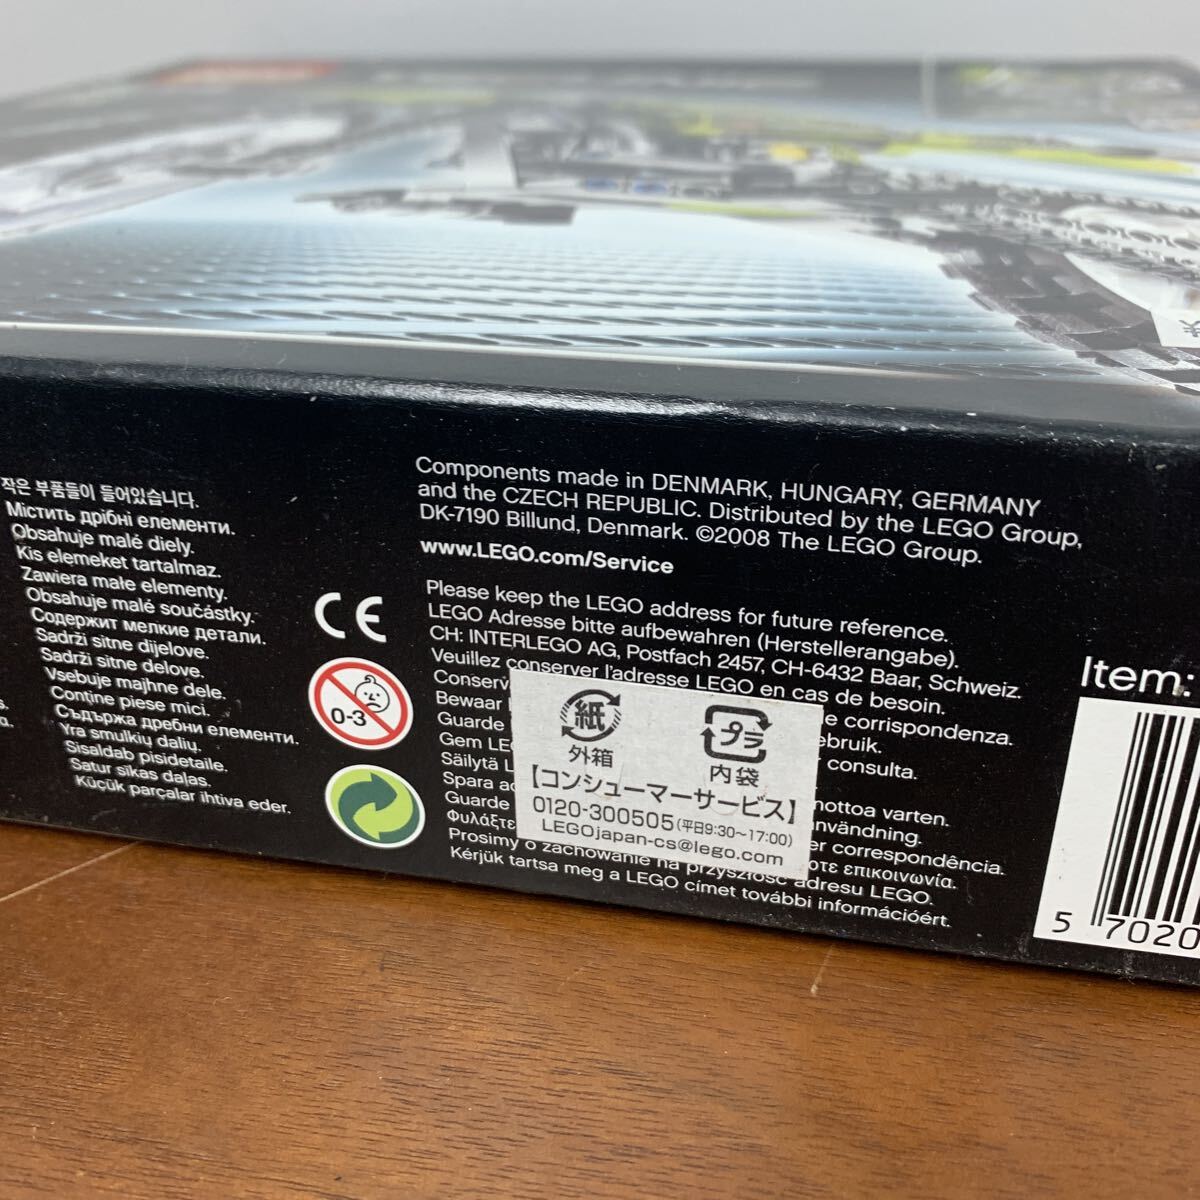 작은 부품들이 들어있습니다.
Містить дрібні елементи.
Obsahuje malé diely.
Kis elemeket tartalmaz.
Zawiera małe elementy.
Obsahuje malé součástky.
Содержит мелкие детали.
Sadrži sitne dijelove.
Sadrži sitne delove.
Vsebuje majhne dele.
Conține piese mici.
Съдържа дребни елементи.
Yra smulkių dalių.
Sisaldab pisidetaile.
Satur sīkas daļas.
Küçük parçalar ihtiva eder.
CE
0-3
Components made in DENMARK, HUNGARY, GERMANY
and the CZECH REPUBLIC. Distributed by the LEGO Group,
DK-7190 Billund, Denmark. ©2008 The LEGO Group.
www.LEGO.com/Service
Please keep the LEGO address for future reference.
LEGO Adresse bitte aufbewahren (Herstellerangabe).
CH: INTERLEGO AG, Postfach 2457, CH-6432 Baar, Schweiz.
Veuillez conserver l'adresse LEGO en cas de besoin.
corrispondenza.
Bewaar
Guarde consulta.
Gem
Säilytä varten.
Spara användning.
Guarde correspondência.
επικοινωνία.
Prosimy o zachowanie na przyszłość adresu LEGO.
Kérjük tartsa meg a LEGO címet további információért.
紙 プラ
外箱 内袋
【コンシューマーサービス】
0120-300505(平日9:30~17:00)
LEGOjapan-cs@lego.com
Item:
5 7020